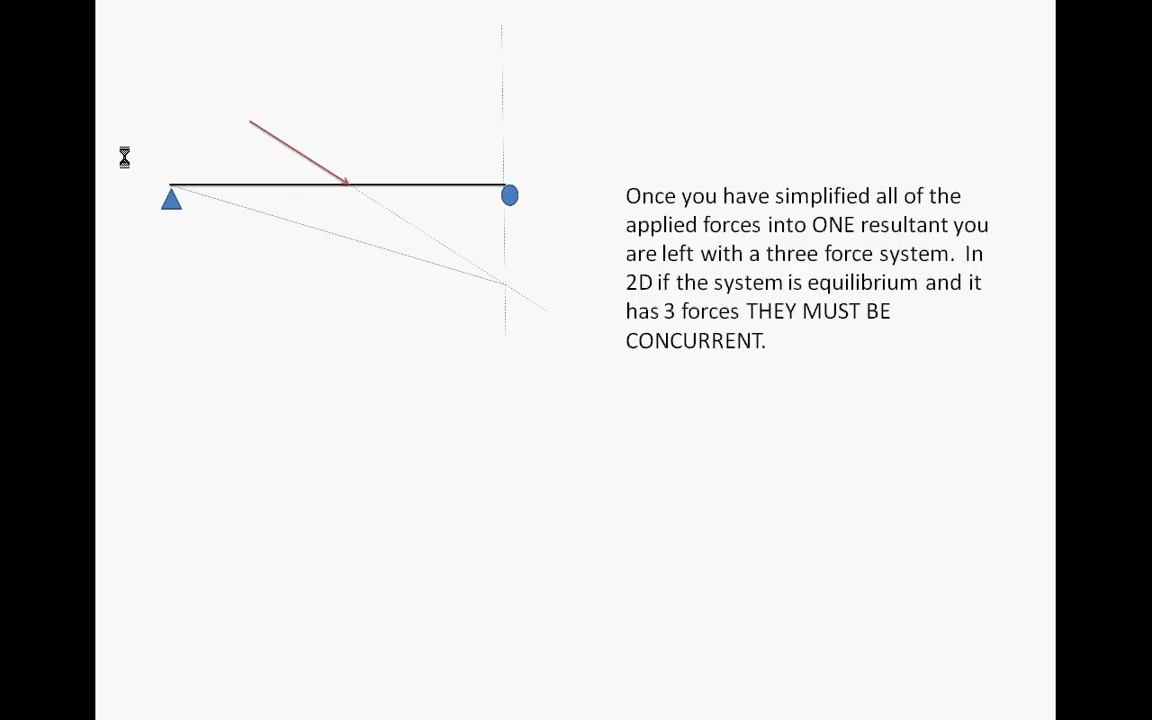 Once you have simplified all of the
applied forces into ONE resultant you
are left with a three force system. In
2D if the system is equilibrium and it
has 3 forces THEY MUST BE
CONCURRENT.